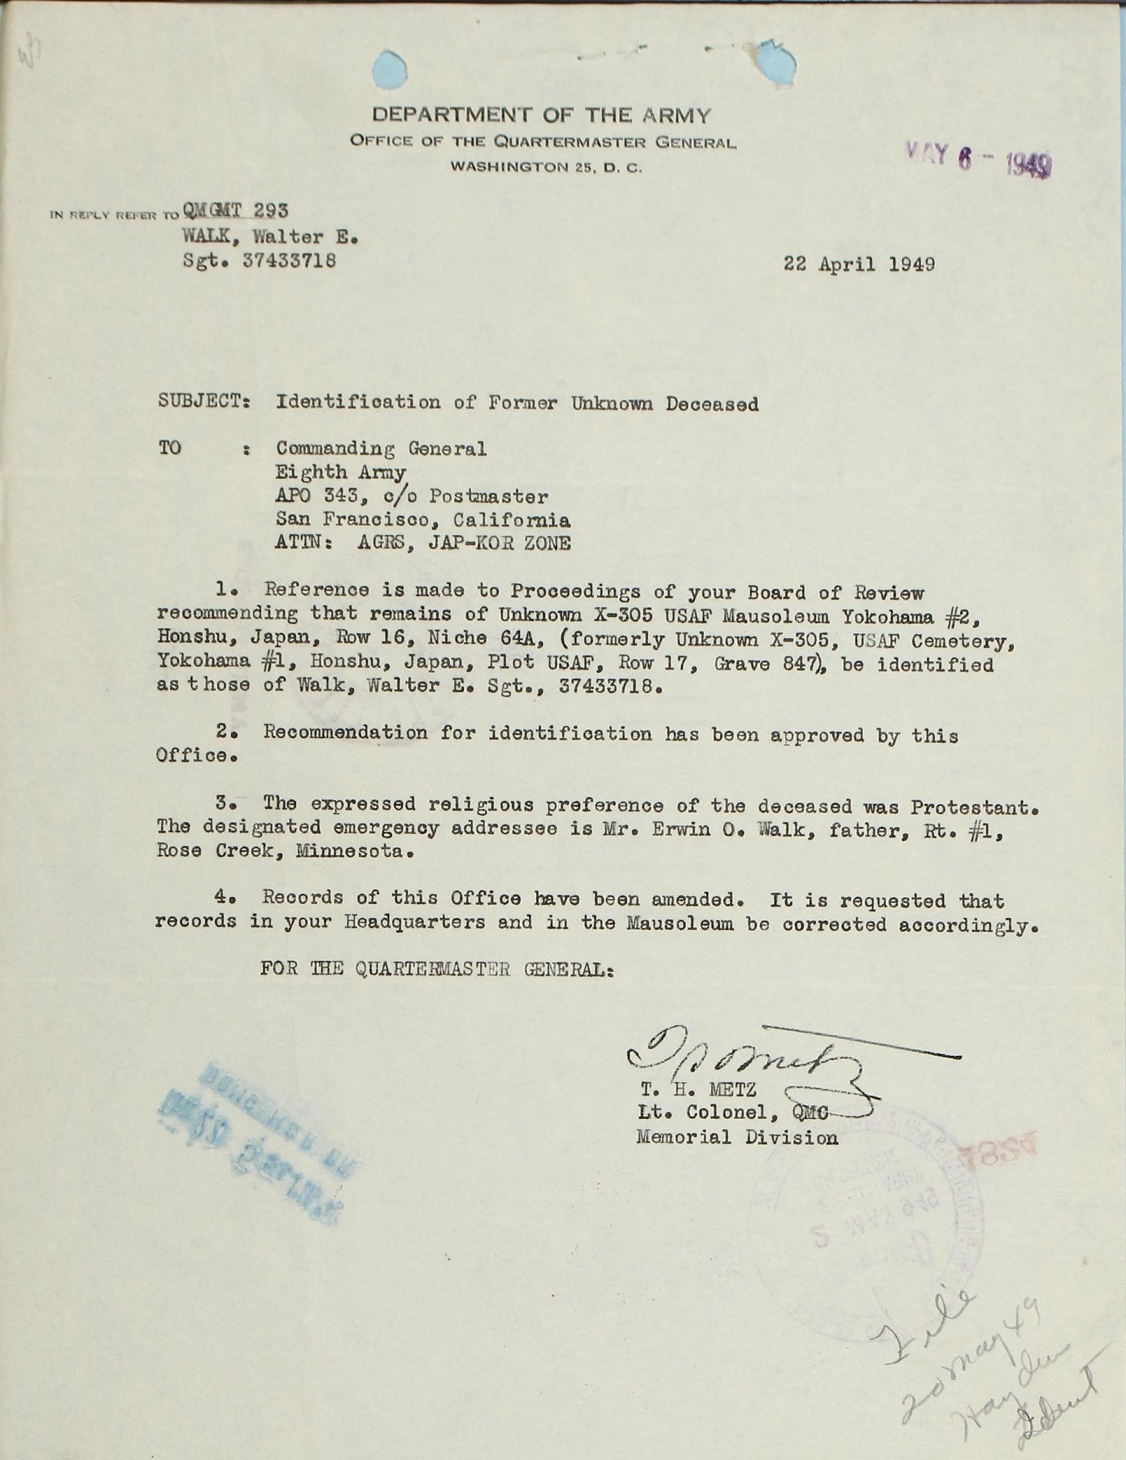 DEPARTMENT OF THE ARMY
OFFICE OF THE QUARTERMASTER GENERAL
WASHINGTON 25, D. C.
MAY 6 - 1949
IN REPLY REFER TO QMGMT 293
WALK, Walter E.
Sgt. 37433718
22 April 1949
SUBJECT: Identification of Former Unknown Deceased
TO : Commanding General
Eighth Army
APO 343, c/o Postmaster
San Francisco, California
ATTN: AGRS, JAP-KOR ZONE
1. Reference is made to Proceedings of your Board of Review
recommending that remains of Unknown X-305 USAF Mausoleum Yokohama #2,
Honshu, Japan, Row 16, Niche 64A, (formerly Unknown X-305, USAF Cemetery,
Yokohama #1, Honshu, Japan, Plot USAF, Row 17, Grave 847), be identified
as those of Walk, Walter E. Sgt., 37433718.
2. Recommendation for identification has been approved by this
Office.
3. The expressed religious preference of the deceased was Protestant.
The designated emergency addressee is Mr. Erwin O. Walk, father, Rt. #1,
Rose Creek, Minnesota.
4. Records of this Office have been amended. It is requested that
records in your Headquarters and in the Mausoleum be corrected accordingly.
FOR THE QUARTERMASTER GENERAL:
T. H. METZ
Lt. Colonel, QMC
Memorial Division
File
20 May 49
Hayden
Ident